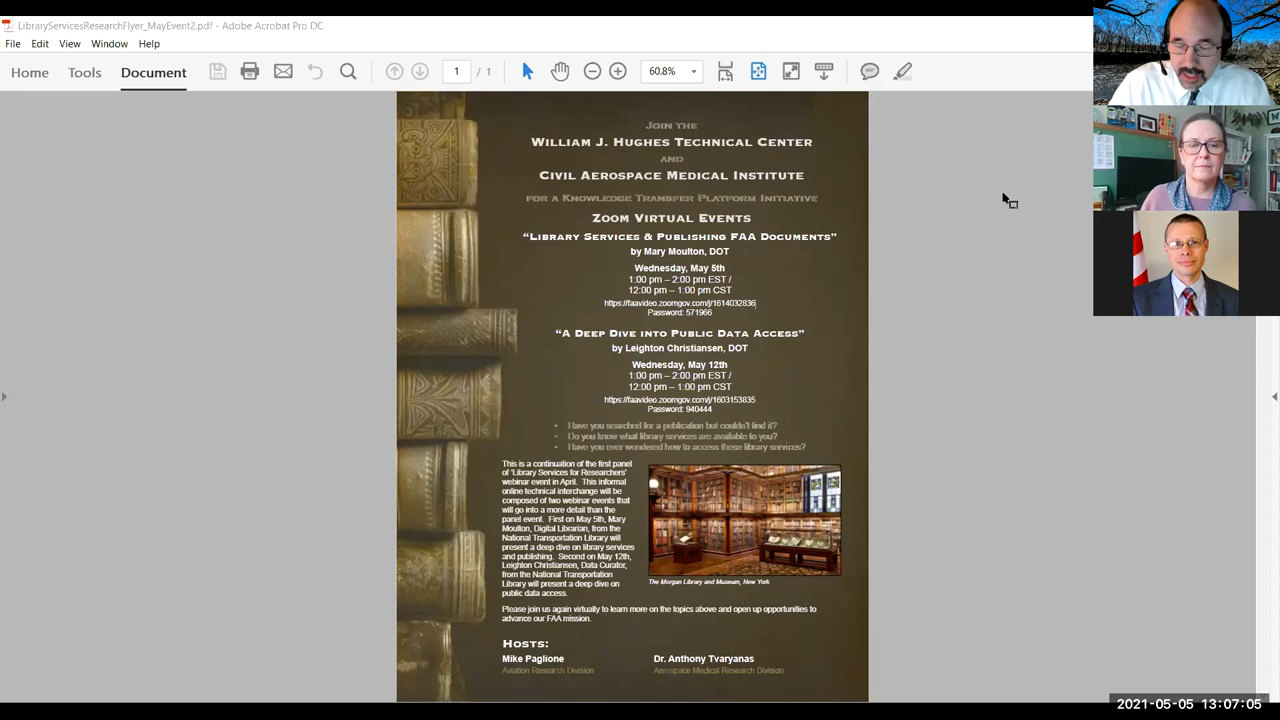 LibraryServicesResearchFlyer_MayEvent2.pdf - Adobe Acrobat Pro DC
File Edit View Window Help
Home Tools Document 1 / 1 60.8%
Join the
William J. Hughes Technical Center
and
Civil Aerospace Medical Institute
for a Knowledge Transfer Platform Initiative
Zoom Virtual Events
“Library Services & Publishing FAA Documents”
by Mary Moulton, DOT
Wednesday, May 5th
1:00 pm – 2:00 pm EST /
12:00 pm – 1:00 pm CST
https://faavideo.zoomgov.com/j/1614032836
Password: 571966
“A Deep Dive into Public Data Access”
by Leighton Christiansen, DOT
Wednesday, May 12th
1:00 pm – 2:00 pm EST /
12:00 pm – 1:00 pm CST
https://faavideo.zoomgov.com/j/1603153835
Password: 940444
• Have you searched for a publication but couldn't find it?
• Do you know what library services are available to you?
• Have you ever wondered how to access these library services?
This is a continuation of the first panel
of 'Library Services for Researchers'
webinar event in April. This informal
online technical interchange will be
composed of two webinar events that
will go into a more detail than the
panel event. First on May 5th, Mary
Moulton, Digital Librarian, from the
National Transportation Library will
present a deep dive on library services
and publishing. Second on May 12th,
Leighton Christiansen, Data Curator,
from the National Transportation
Library will present a deep dive on
public data access.
The Morgan Library and Museum, New York
Please join us again virtually to learn more on the topics above and open up opportunities to
advance our FAA mission.
Hosts:
Mike Paglione Dr. Anthony Tvaryanas
Aviation Research Division Aerospace Medical Research Division
2021-05-05 13:07:05